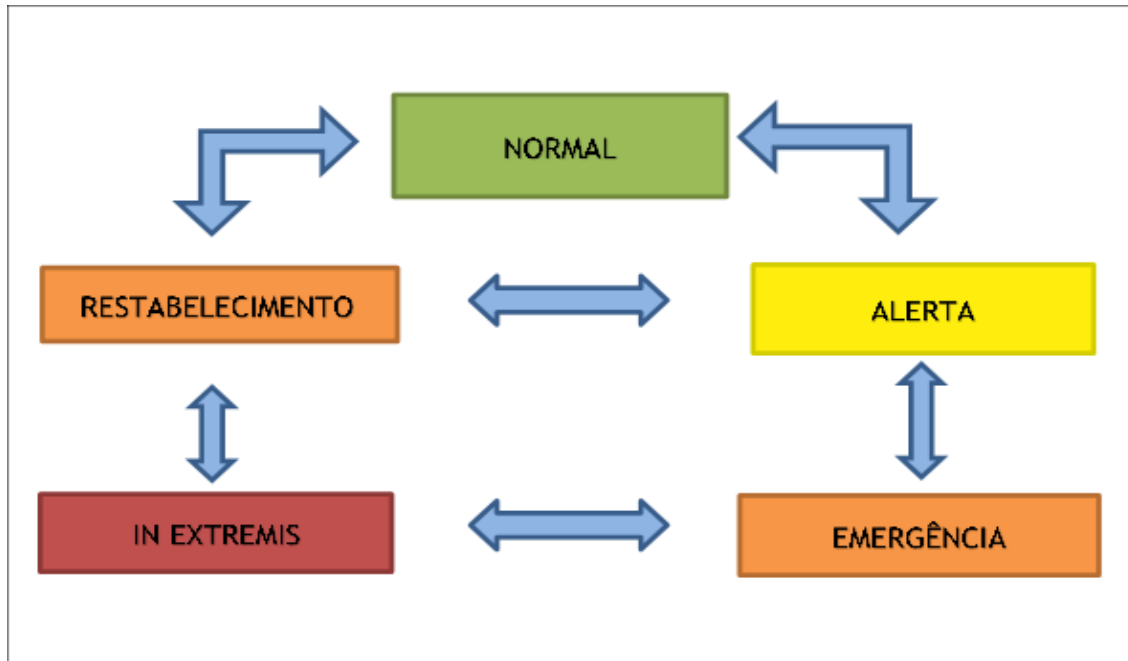 NORMAL
RESTABELECIMENTO
ALERTA
IN EXTREMIS
EMERGÊNCIA